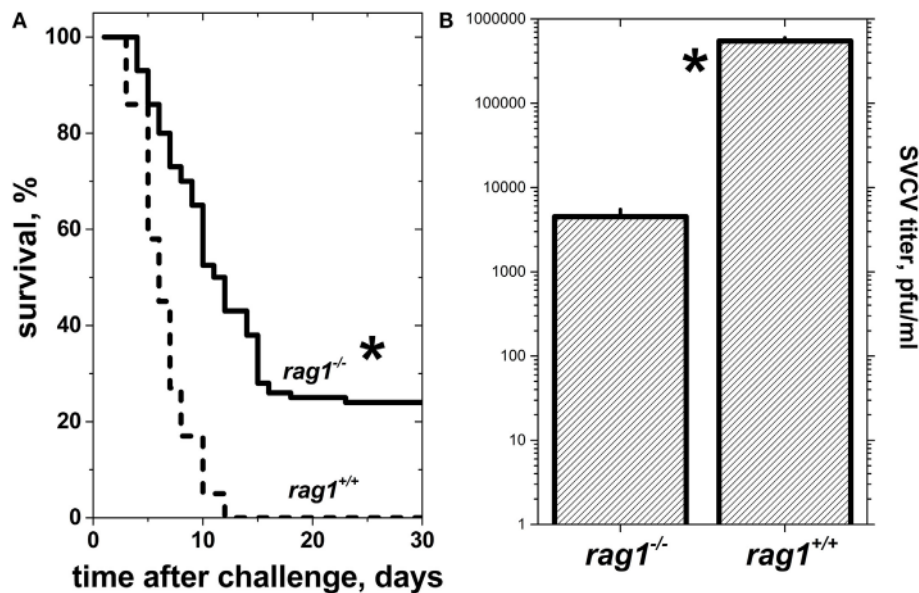 A
100
80
60
40
20
0
survival, %
rag1-/-
*
rag1+/+
0
10
20
30
time after challenge, days
B
1000000
100000
10000
1000
100
10
1
*
SVCV titer, pfu/ml
rag1-/-
rag1+/+